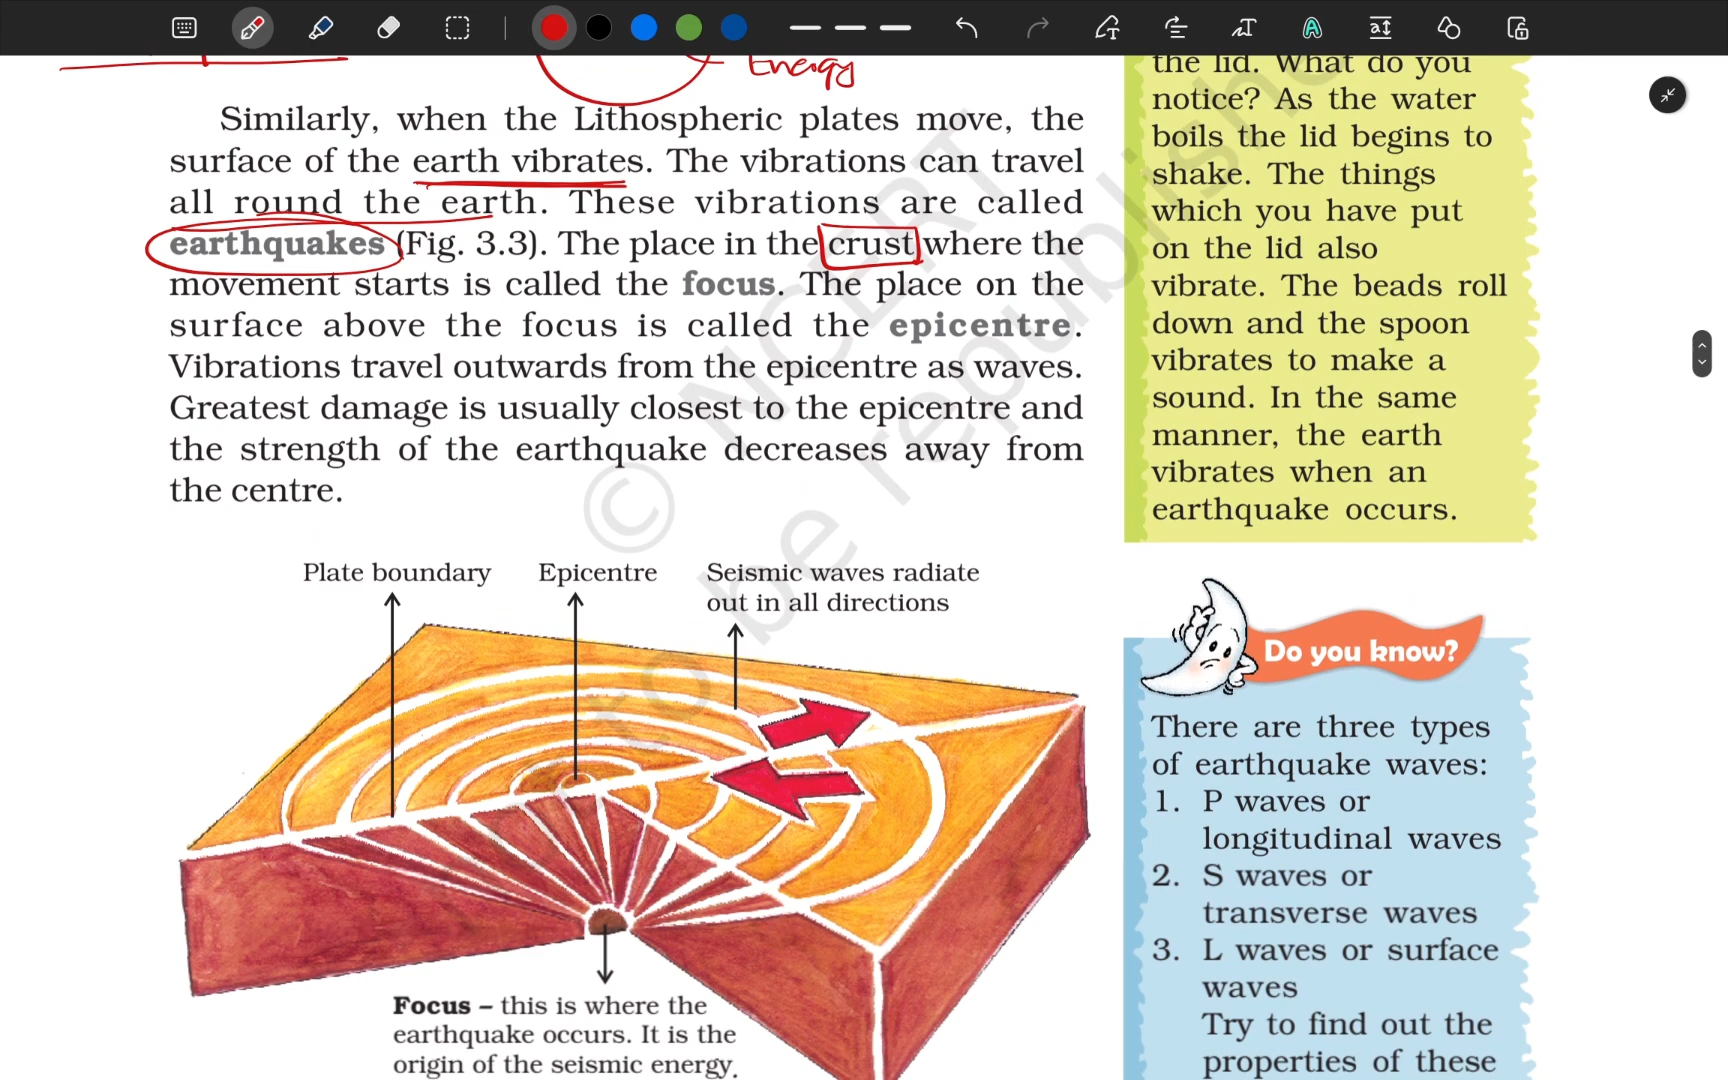 Energy
Similarly, when the Lithospheric plates move, the
surface of the earth vibrates. The vibrations can travel
all round the earth. These vibrations are called
earthquakes (Fig. 3.3). The place in the crust where the
movement starts is called the focus. The place on the
surface above the focus is called the epicentre.
Vibrations travel outwards from the epicentre as waves.
Greatest damage is usually closest to the epicentre and
the strength of the earthquake decreases away from
the centre.
Plate boundary
Epicentre
Seismic waves radiate
out in all directions
Focus – this is where the
earthquake occurs. It is the
origin of the seismic energy.
the lid. What do you
notice? As the water
boils the lid begins to
shake. The things
which you have put
on the lid also
vibrate. The beads roll
down and the spoon
vibrates to make a
sound. In the same
manner, the earth
vibrates when an
earthquake occurs.
Do you know?
There are three types
of earthquake waves:
1. P waves or
longitudinal waves
2. S waves or
transverse waves
3. L waves or surface
waves
Try to find out the
properties of these
© NCERT
be republishe